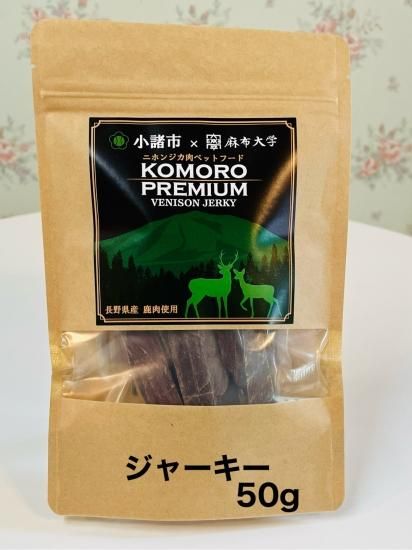 小諸市 × 麻布大学
ニホンジカ肉ペットフード
KOMORO
PREMIUM
VENISON JERKY
長野県産 鹿肉使用
ジャーキー
50g